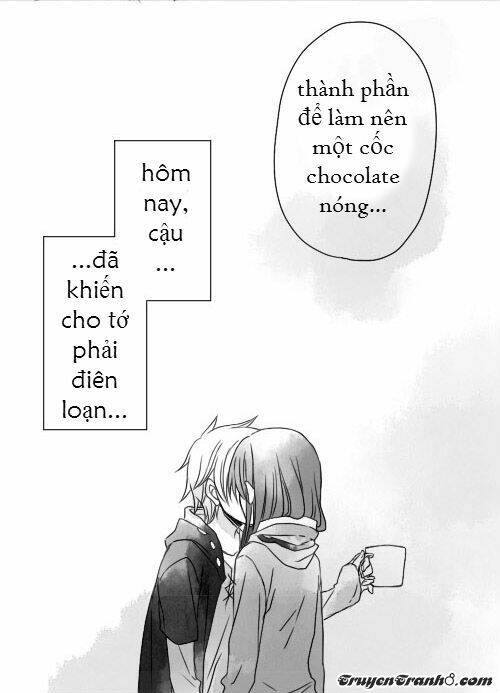 thành phần
để làm nên
một cốc
chocolate
nóng...
hôm
nay,
cậu
...
...đã
khiến
cho tớ
phải
điên
loạn...
TruyenTranh8.com